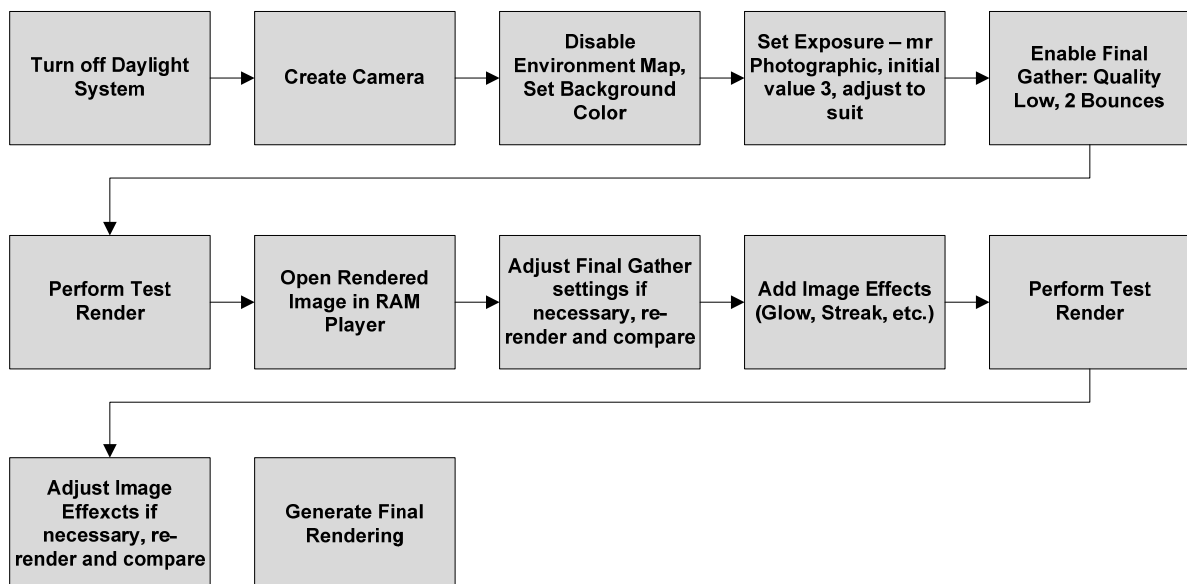 Turn off Daylight
System
Create Camera
Disable
Environment Map,
Set Background
Color
Set Exposure – mr
Photographic, initial
value 3, adjust to
suit
Enable Final
Gather: Quality
Low, 2 Bounces
Perform Test
Render
Open Rendered
Image in RAM
Player
Adjust Final Gather
settings if
necessary, re-
render and compare
Add Image Effects
(Glow, Streak, etc.)
Perform Test
Render
Adjust Image
Effexcts if
necessary, re-
render and compare
Generate Final
Rendering